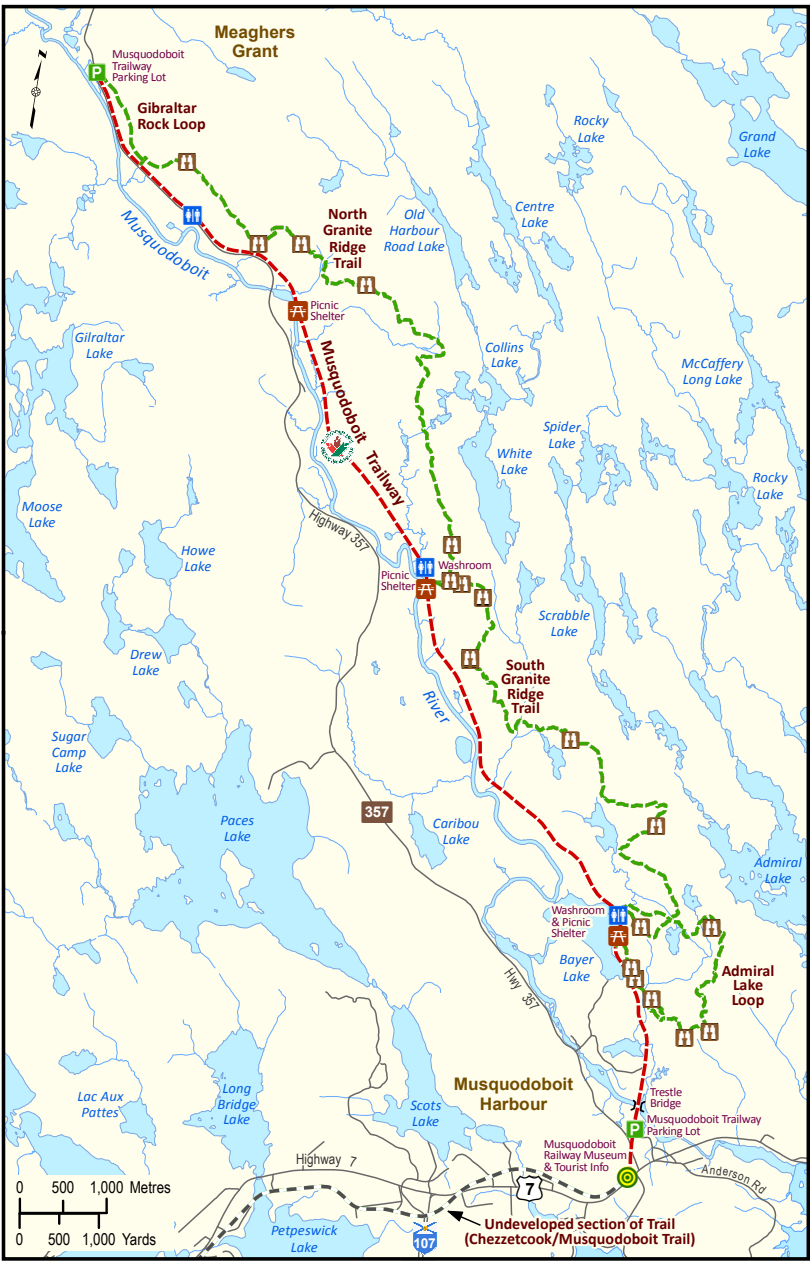 Meaghers
Grant
N
Musquodoboit
Trailway
Parking Lot
P
Gibraltar
Rock Loop
Rocky
Lake
Grand
Lake
Musquodoboit
North
Granite
Ridge
Trail
Old
Harbour
Road Lake
Centre
Lake
Picnic
Shelter
Gilraltar
Lake
Musquodoboit Trailway
Collins
Lake
McCaffery
Long Lake
Spider
Lake
White
Lake
Rocky
Lake
Moose
Lake
Highway 357
Howe
Lake
Washroom
Picnic
Shelter
Scrabble
Lake
Drew
Lake
South
Granite
Ridge
Trail
River
Sugar
Camp
Lake
357
Paces
Lake
Caribou
Lake
Admiral
Lake
Washroom
& Picnic
Shelter
Bayer
Lake
Admiral
Lake
Loop
Hwy 357
Musquodoboit
Harbour
Trestle
Bridge
Lac Aux
Pattes
Long
Bridge
Lake
Scots
Lake
P
Musquodoboit Trailway
Parking Lot
Musquodoboit
Railway Museum
& Tourist Info
Highway 7
7
Anderson Rd
0 500 1,000 Metres
0 500 1,000 Yards
Petpeswick
Lake
107
Undeveloped section of Trail
(Chezzetcook/Musquodoboit Trail)